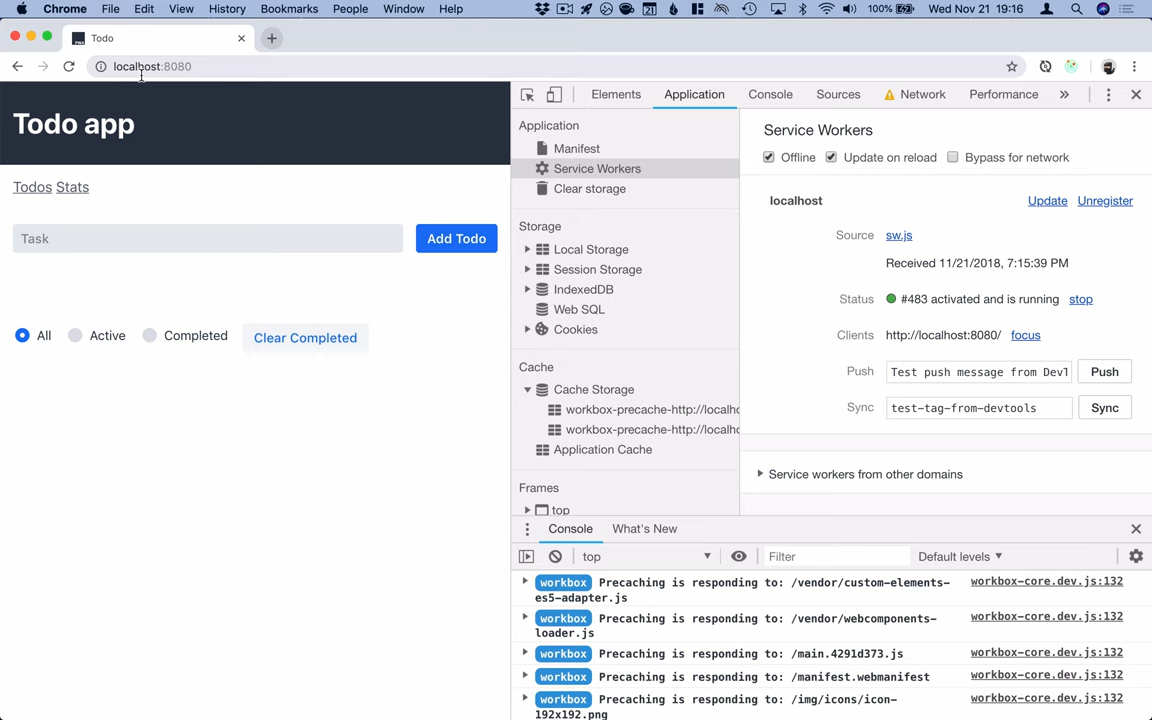 Chrome File Edit View History Bookmarks People Window Help 21 100% Wed Nov 21 19:16
Todo
localhost:8080
Todo app
Todos Stats
Task
Add Todo
All Active Completed Clear Completed
Elements Application Console Sources Network Performance
Application
Manifest
Service Workers
Clear storage
Storage
Local Storage
Session Storage
IndexedDB
Web SQL
Cookies
Cache
Cache Storage
workbox-precache-http://localho
workbox-precache-http://localho
Application Cache
Frames
top
Service Workers
Offline Update on reload Bypass for network
localhost Update Unregister
Source sw.js
Received 11/21/2018, 7:15:39 PM
Status #483 activated and is running stop
Clients http://localhost:8080/ focus
Push Test push message from DevT Push
Sync test-tag-from-devtools Sync
Service workers from other domains
Console What's New
top Filter Default levels
workbox Precaching is responding to: /vendor/custom-elements-es5-adapter.js workbox-core.dev.js:132
workbox Precaching is responding to: /vendor/webcomponents-loader.js workbox-core.dev.js:132
workbox Precaching is responding to: /main.4291d373.js workbox-core.dev.js:132
workbox Precaching is responding to: /manifest.webmanifest workbox-core.dev.js:132
workbox Precaching is responding to: /img/icons/icon-192x192.png workbox-core.dev.js:132